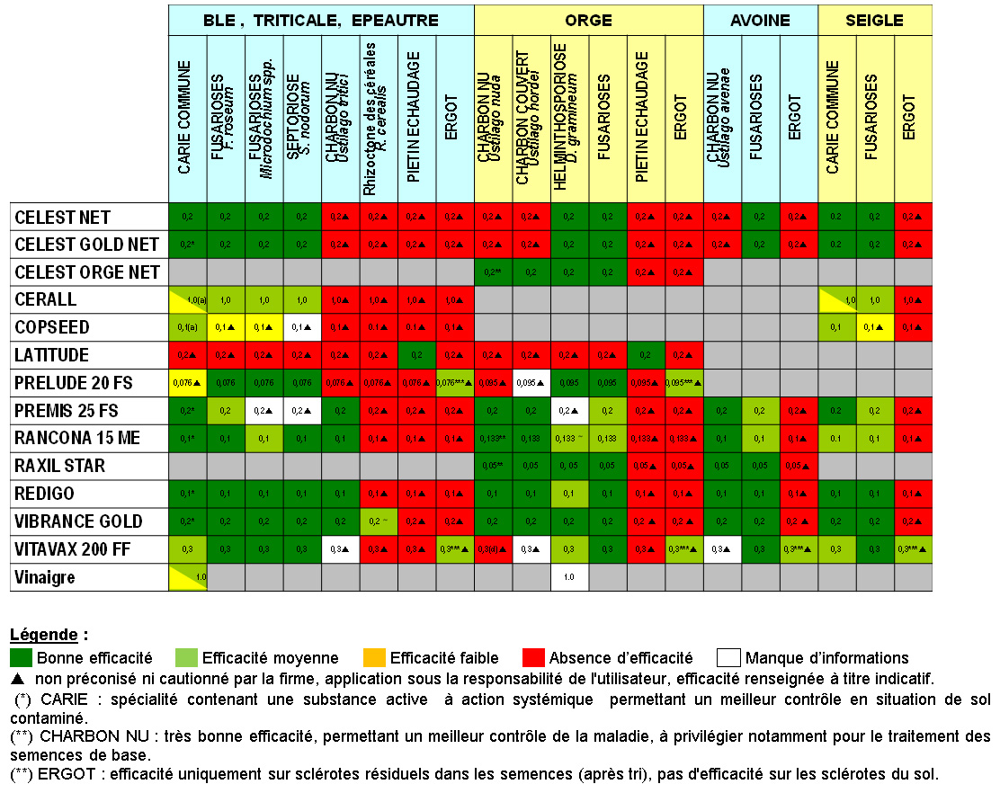 BLE , TRITICALE, EPEAUTRE ORGE AVOINE SEIGLE
CARIE COMMUNE
FUSARIOSES
F. roseum
FUSARIOSES
Microdochium spp.
SEPTORIOSE
S. nodorum
CHARBON NU
Ustilago tritici
Rhizoctone des céréales
R. cerealis
PIETIN ECHAUDAGE
ERGOT
CHARBON NU
Ustilago nuda
CHARBON COUVERT
Ustilago hordei
HELMINTHOSPORIOSE
D. gramineum
FUSARIOSES
PIETIN ECHAUDAGE
ERGOT
CHARBON NU
Ustilago avenae
FUSARIOSES
ERGOT
CARIE COMMUNE
FUSARIOSES
ERGOT
CELEST NET 0,2 0,2 0,2 0,2 0,2▲ 0,2▲ 0,2▲ 0,2▲ 0,2▲ 0,2▲ 0,2 0,2 0,2▲ 0,2▲ 0,2▲ 0,2 0,2▲ 0,2 0,2 0,2▲
CELEST GOLD NET 0,2* 0,2 0,2 0,2 0,2▲ 0,2▲ 0,2▲ 0,2▲ 0,2▲ 0,2▲ 0,2 0,2 0,2▲ 0,2▲ 0,2▲ 0,2 0,2▲ 0,2 0,2 0,2▲
CELEST ORGE NET 0,2** 0,2 0,2 0,2 0,2▲ 0,2▲
CERALL 1,0(a) 1,0 1,0 1,0 1,0▲ 1,0▲ 1,0▲ 1,0▲ 1,0 1,0 1,0▲
COPSEED 0,1(a) 0,1▲ 0,1▲ 0,1▲ 0,1▲ 0,1▲ 0,1▲ 0,1▲ 0,1 0,1▲ 0,1▲
LATITUDE 0,2▲ 0,2▲ 0,2▲ 0,2▲ 0,2▲ 0,2▲ 0,2 0,2▲ 0,2▲ 0,2▲ 0,2▲ 0,2▲ 0,2 0,2▲
PRELUDE 20 FS 0,076▲ 0,076 0,076 0,076 0,076▲ 0,076▲ 0,076▲ 0,076***▲ 0,095▲ 0,095▲ 0,095 0,095 0,095▲ 0,095***▲
PREMIS 25 FS 0,2* 0,2 0,2▲ 0,2▲ 0,2 0,2▲ 0,2▲ 0,2▲ 0,2 0,2 0,2▲ 0,2 0,2▲ 0,2▲ 0,2 0,2 0,2▲ 0,2 0,2 0,2▲
RANCONA 15 ME 0,1* 0,1 0,1 0,1 0,1 0,1▲ 0,1▲ 0,1▲ 0,133** 0,133 0,133 ~ 0,133 0,133▲ 0,133▲ 0,1 0,1 0,1▲ 0,1 0,1 0,1▲
RAXIL STAR 0,05** 0,05 0, 05 0,05 0,05▲ 0,05▲ 0,05 0,05 0,05▲
REDIGO 0,1* 0,1 0,1 0,1 0,1 0,1▲ 0,1▲ 0,1▲ 0,1 0,1 0,1 0,1 0,1▲ 0,1▲ 0,1 0,1 0,1▲ 0,1 0,1 0,1▲
VIBRANCE GOLD 0,2* 0,2 0,2 0,2 0,2 0,2 ~ 0,2▲ 0,2▲ 0,2 0,2 0,2 0,2 0,2▲ 0,2▲ 0,2 0,2 0,2▲ 0,2 0,2 0,2▲
VITAVAX 200 FF 0,3 0,3 0,3 0,3 0,3▲ 0,3▲ 0,3▲ 0,3***▲ 0,3(d)▲ 0,3▲ 0,3 0,3 0,3▲ 0,3***▲ 0,3▲ 0,3 0,3***▲ 0,3 0,3 0,3***▲
Vinaigre 1.0 1.0
Légende :
Bonne efficacité Efficacité moyenne Efficacité faible Absence d'efficacité Manque d'informations
▲ non préconisé ni cautionné par la firme, application sous la responsabilité de l'utilisateur, efficacité renseignée à titre indicatif.
(*) CARIE : spécialité contenant une substance active à action systémique permettant un meilleur contrôle en situation de sol
contaminé.
(**) CHARBON NU : très bonne efficacité, permettant un meilleur contrôle de la maladie, à privilégier notamment pour le traitement des
semences de base.
(**) ERGOT : efficacité uniquement sur sclérotes résiduels dans les semences (après tri), pas d'efficacité sur les sclérotes du sol.